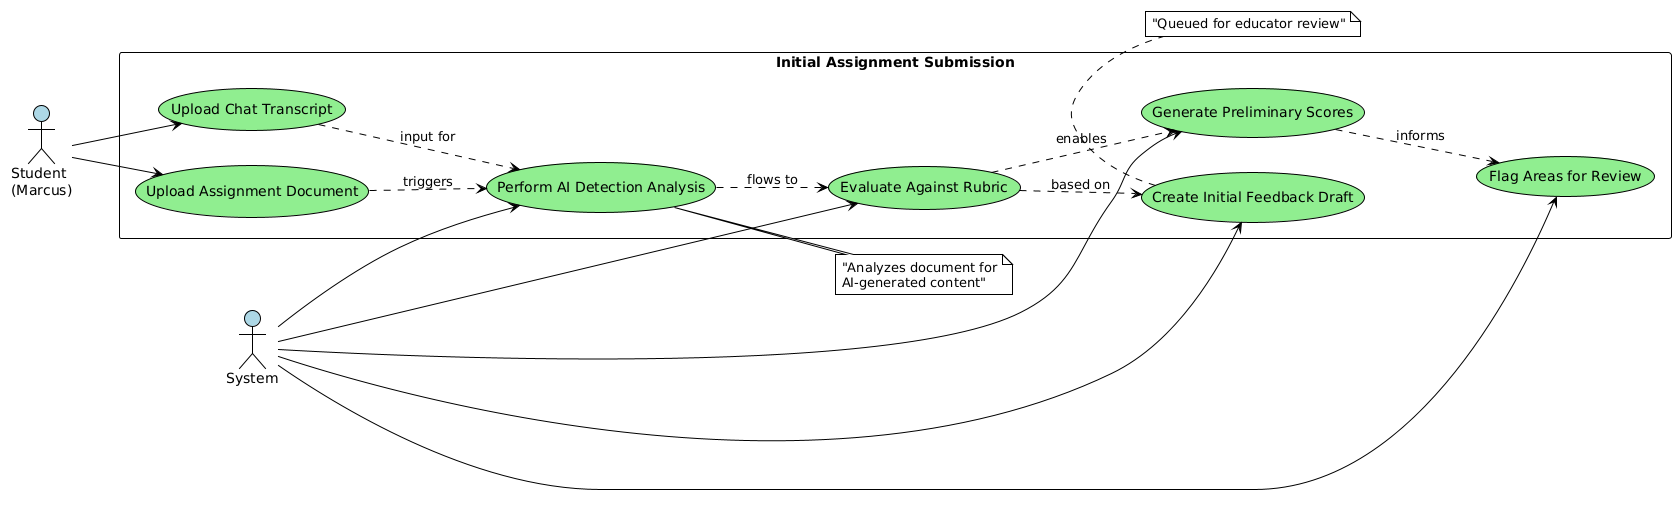 "Queued for educator review"
Initial Assignment Submission
Upload Chat Transcript
Generate Preliminary Scores
input for
enables
informs
Student
(Marcus)
Upload Assignment Document
triggers
Perform AI Detection Analysis
flows to
Evaluate Against Rubric
based on
Create Initial Feedback Draft
Flag Areas for Review
"Analyzes document for
AI-generated content"
System